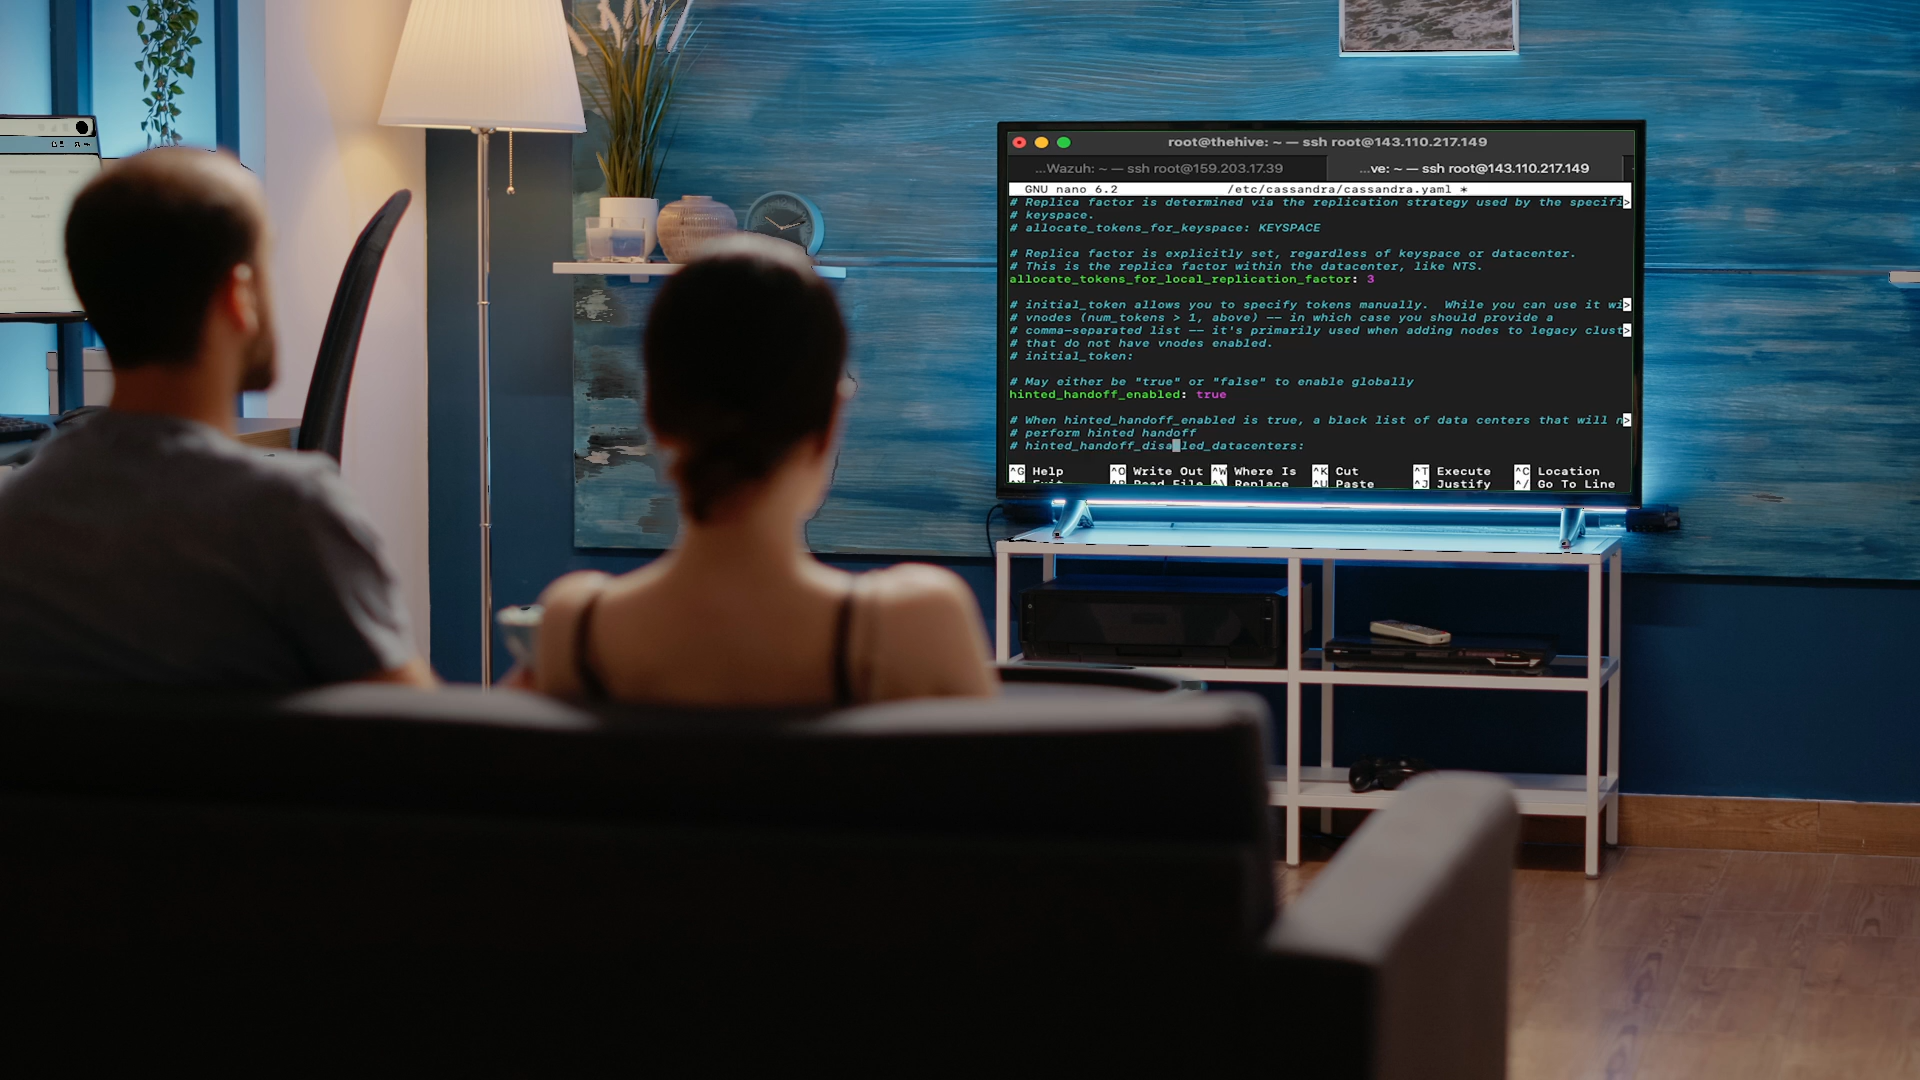 root@thehive: ~ — ssh root@143.110.217.149
...Wazuh: ~ — ssh root@159.203.17.39 ...ve: ~ — ssh root@143.110.217.149
GNU nano 6.2 /etc/cassandra/cassandra.yaml *
# Replica factor is determined via the replication strategy used by the specifi>
# keyspace.
# allocate_tokens_for_keyspace: KEYSPACE
# Replica factor is explicitly set, regardless of keyspace or datacenter.
# This is the replica factor within the datacenter, like NTS.
allocate_tokens_for_local_replication_factor: 3
# initial_token allows you to specify tokens manually.  While you can use it wi>
# vnodes (num_tokens > 1, above) -- in which case you should provide a
# comma-separated list -- it's primarily used when adding nodes to legacy clust>
# that do not have vnodes enabled.
# initial_token:
# May either be "true" or "false" to enable globally
hinted_handoff_enabled: true
# When hinted_handoff_enabled is true, a black list of data centers that will n>
# perform hinted handoff
# hinted_handoff_disabled_datacenters:
^G Help ^O Write Out ^W Where Is ^K Cut ^T Execute ^C Location
^X Exit ^R Read File ^\ Replace ^U Paste ^J Justify ^/ Go To Line